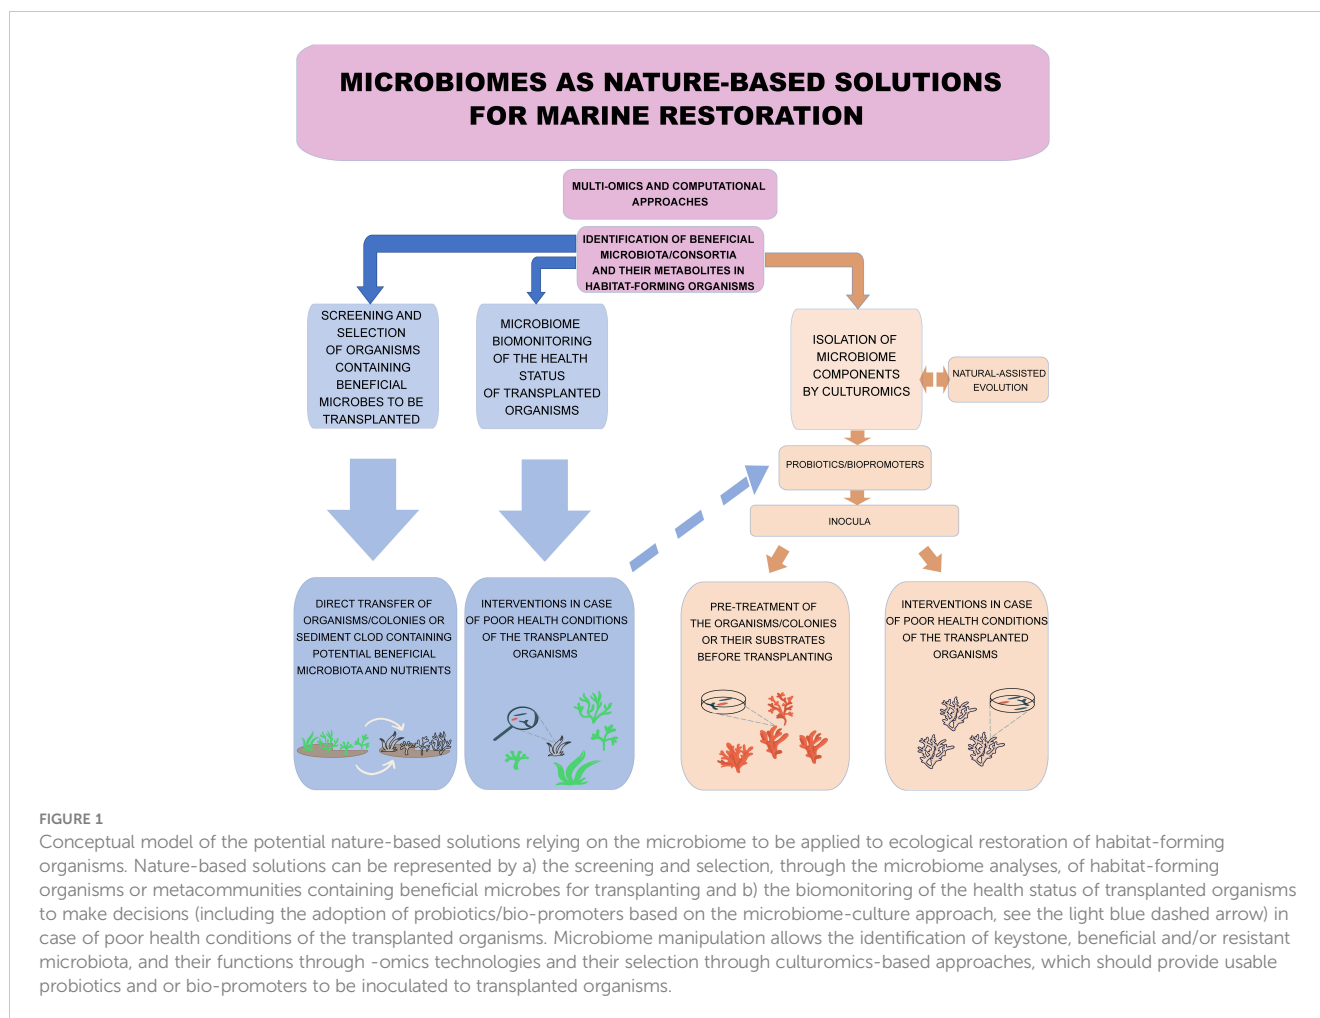 MICROBIOMES AS NATURE-BASED SOLUTIONS
FOR MARINE RESTORATION
MULTI-OMICS AND COMPUTATIONAL
APPROACHES
IDENTIFICATION OF BENEFICIAL
MICROBIOTA/CONSORTIA
AND THEIR METABOLITES IN
HABITAT-FORMING ORGANISMS
SCREENING AND
SELECTION
OF ORGANISMS
CONTAINING
BENEFICIAL
MICROBES TO BE
TRANSPLANTED
MICROBIOME
BIOMONITORING
OF THE HEALTH
STATUS
OF TRANSPLANTED
ORGANISMS
ISOLATION OF
MICROBIOME
COMPONENTS
BY CULTUROMICS
NATURAL-ASSISTED
EVOLUTION
PROBIOTICS/BIOPROMOTERS
INOCULA
DIRECT TRANSFER OF
ORGANISMS/COLONIES OR
SEDIMENT CLOD CONTAINING
POTENTIAL BENEFICIAL
MICROBIOTA AND NUTRIENTS
INTERVENTIONS IN CASE
OF POOR HEALTH CONDITIONS
OF THE TRANSPLANTED
ORGANISMS
PRE-TREATMENT OF
THE ORGANISMS/COLONIES
OR THEIR SUBSTRATES
BEFORE TRANSPLANTING
INTERVENTIONS IN CASE
OF POOR HEALTH CONDITIONS
OF THE TRANSPLANTED
ORGANISMS
FIGURE 1
Conceptual model of the potential nature-based solutions relying on the microbiome to be applied to ecological restoration of habitat-forming
organisms. Nature-based solutions can be represented by a) the screening and selection, through the microbiome analyses, of habitat-forming
organisms or metacommunities containing beneficial microbes for transplanting and b) the biomonitoring of the health status of transplanted organisms
to make decisions (including the adoption of probiotics/bio-promoters based on the microbiome-culture approach, see the light blue dashed arrow) in
case of poor health conditions of the transplanted organisms. Microbiome manipulation allows the identification of keystone, beneficial and/or resistant
microbiota, and their functions through -omics technologies and their selection through culturomics-based approaches, which should provide usable
probiotics and or bio-promoters to be inoculated to transplanted organisms.